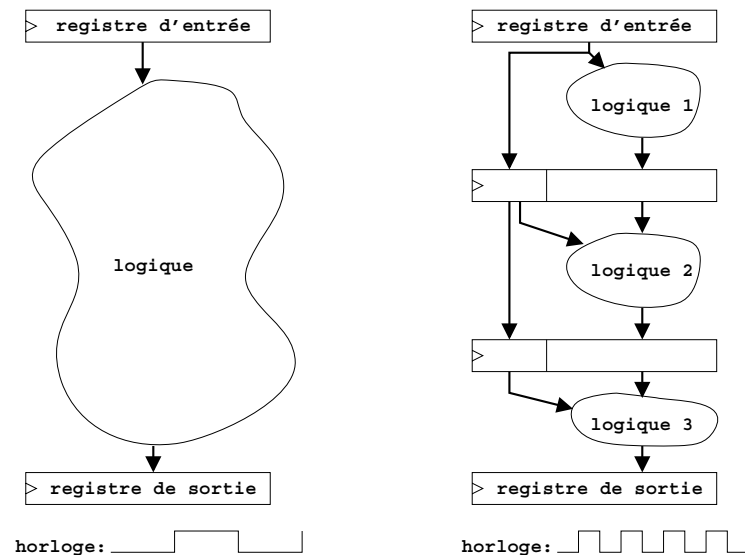 registre d'entrée
logique
registre de sortie
horloge:
registre d'entrée
logique 1
logique 2
logique 3
registre de sortie
horloge: